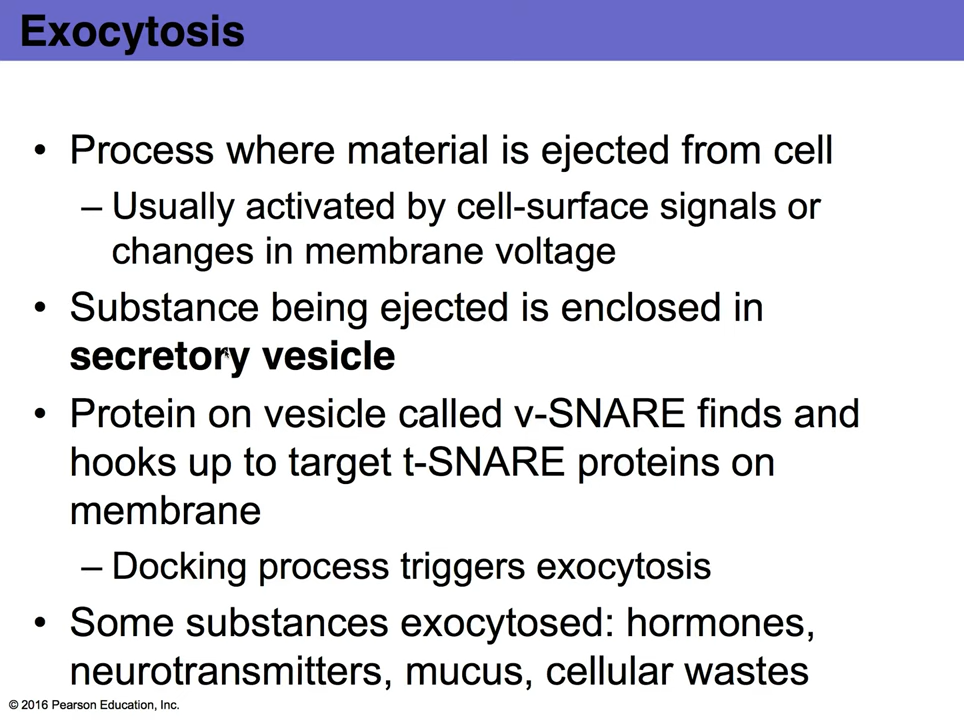 Exocytosis
• Process where material is ejected from cell
– Usually activated by cell-surface signals or
changes in membrane voltage
• Substance being ejected is enclosed in
secretory vesicle
• Protein on vesicle called v-SNARE finds and
hooks up to target t-SNARE proteins on
membrane
– Docking process triggers exocytosis
• Some substances exocytosed: hormones,
neurotransmitters, mucus, cellular wastes
© 2016 Pearson Education, Inc.